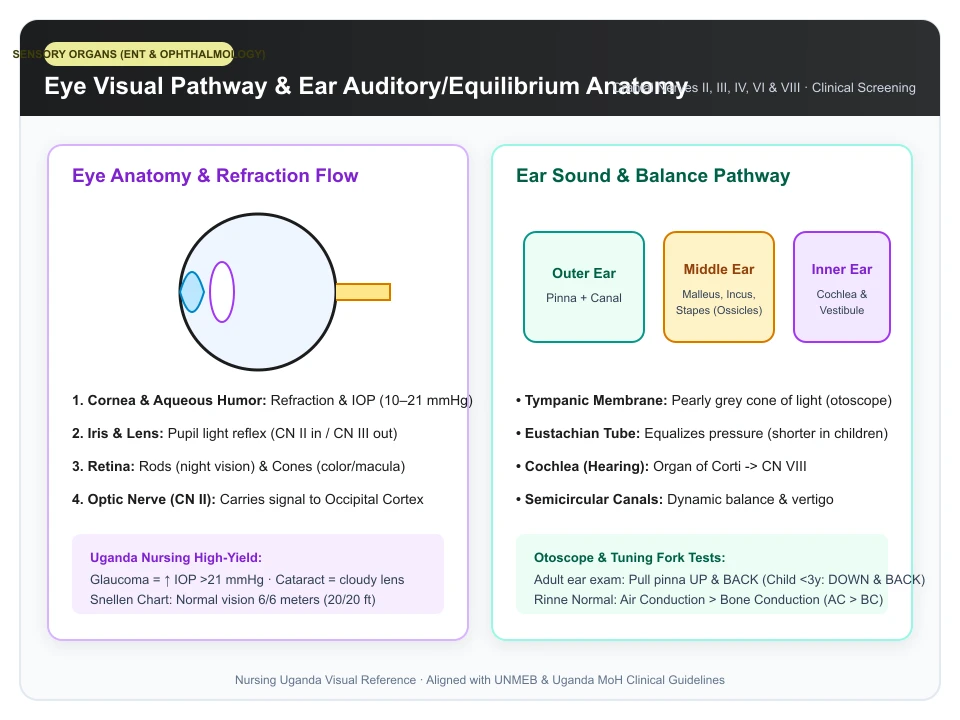 SENSORY ORGANS (ENT & OPHTHALMOLOGY)
Eye Visual Pathway & Ear Auditory/Equilibrium Anatomy
Cranial Nerves II, III, IV, VI & VIII · Clinical Screening
Eye Anatomy & Refraction Flow
1. Cornea & Aqueous Humor: Refraction & IOP (10–21 mmHg)
2. Iris & Lens: Pupil light reflex (CN II in / CN III out)
3. Retina: Rods (night vision) & Cones (color/macula)
4. Optic Nerve (CN II): Carries signal to Occipital Cortex
Uganda Nursing High-Yield:
Glaucoma = ↑ IOP >21 mmHg · Cataract = cloudy lens
Snellen Chart: Normal vision 6/6 meters (20/20 ft)
Ear Sound & Balance Pathway
Outer Ear
Pinna + Canal
Middle Ear
Malleus, Incus,
Stapes (Ossicles)
Inner Ear
Cochlea &
Vestibule
• Tympanic Membrane: Pearly grey cone of light (otoscope)
• Eustachian Tube: Equalizes pressure (shorter in children)
• Cochlea (Hearing): Organ of Corti -> CN VIII
• Semicircular Canals: Dynamic balance & vertigo
Otoscope & Tuning Fork Tests:
Adult ear exam: Pull pinna UP & BACK (Child <3y: DOWN & BACK)
Rinne Normal: Air Conduction > Bone Conduction (AC > BC)
Nursing Uganda Visual Reference · Aligned with UNMEB & Uganda MoH Clinical Guidelines